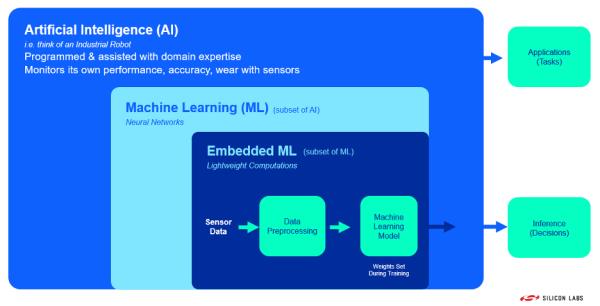 Artificial Intelligence (AI)
i.e. think of an Industrial Robot
Programmed & assisted with domain expertise
Monitors its own performance, accuracy, wear with sensors
Applications
(Tasks)
Machine Learning (ML) (subset of AI)
Neural Networks
Embedded ML (subset of ML)
Lightweight Computations
Sensor
Data
Data
Preprocessing
Machine
Learning
Model
Weights Set
During Training
Inference
(Decisions)
SILICON LABS